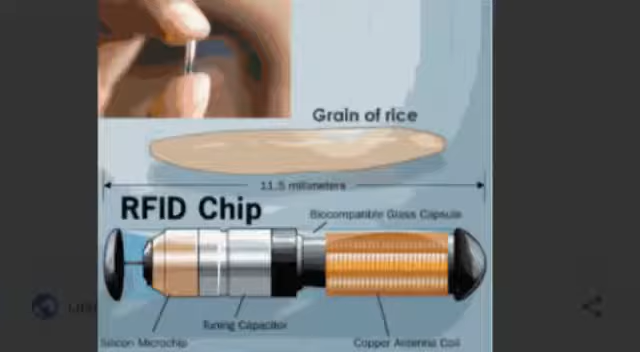 Grain of rice
11.5 millimeters
RFID Chip
Biocompatible Glass Capsule
Tuning Capacitor
Silicon Microchip
Copper Antenna Coil